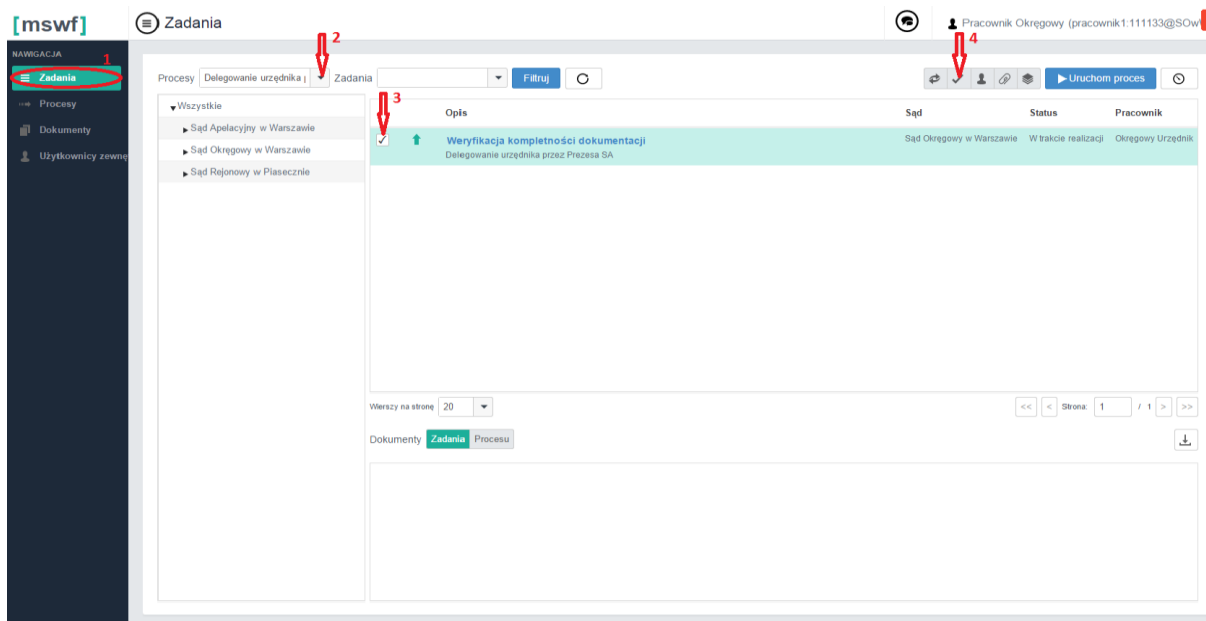 [mswf]
Zadania
Pracownik Okręgowy (pracownik1:111133@SOW
NAWIGACJA
1
2
4
Zadania
Procesy
Dokumenty
Użytkownicy zewnę
Procesy Delegowanie urzędnika p Zadania Filtruj Uruchom proces
3
Wszystkie
Sąd Apelacyjny w Warszawie
Sąd Okręgowy w Warszawie
Sąd Rejonowy w Piasecznie
Opis Sąd Status Pracownik
Weryfikacja kompletności dokumentacji Sąd Okręgowy w Warszawie W trakcie realizacji Okręgowy Urzędnik
Delegowanie urzędnika przez Prezesa SA
Wierszy na stronę 20 << < Strona: 1 / 1 > >>
Dokumenty Zadania Procesu